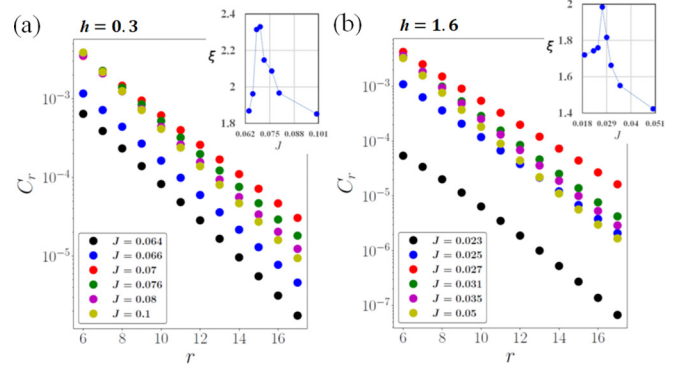 (a)
h = 0.3
ξ
2.4
2.2
2
1.8
0.062
0.075
0.088
0.101
J
C_r
10⁻³
10⁻⁴
10⁻⁵
J = 0.064
J = 0.066
J = 0.07
J = 0.076
J = 0.08
J = 0.1
6 8 10 12 14 16
r
(b)
h = 1.6
ξ
2
1.8
1.6
1.4
0.018
0.029
0.04
0.051
J
C_r
10⁻³
10⁻⁴
10⁻⁵
10⁻⁶
10⁻⁷
J = 0.023
J = 0.025
J = 0.027
J = 0.031
J = 0.035
J = 0.05
6 8 10 12 14 16
r